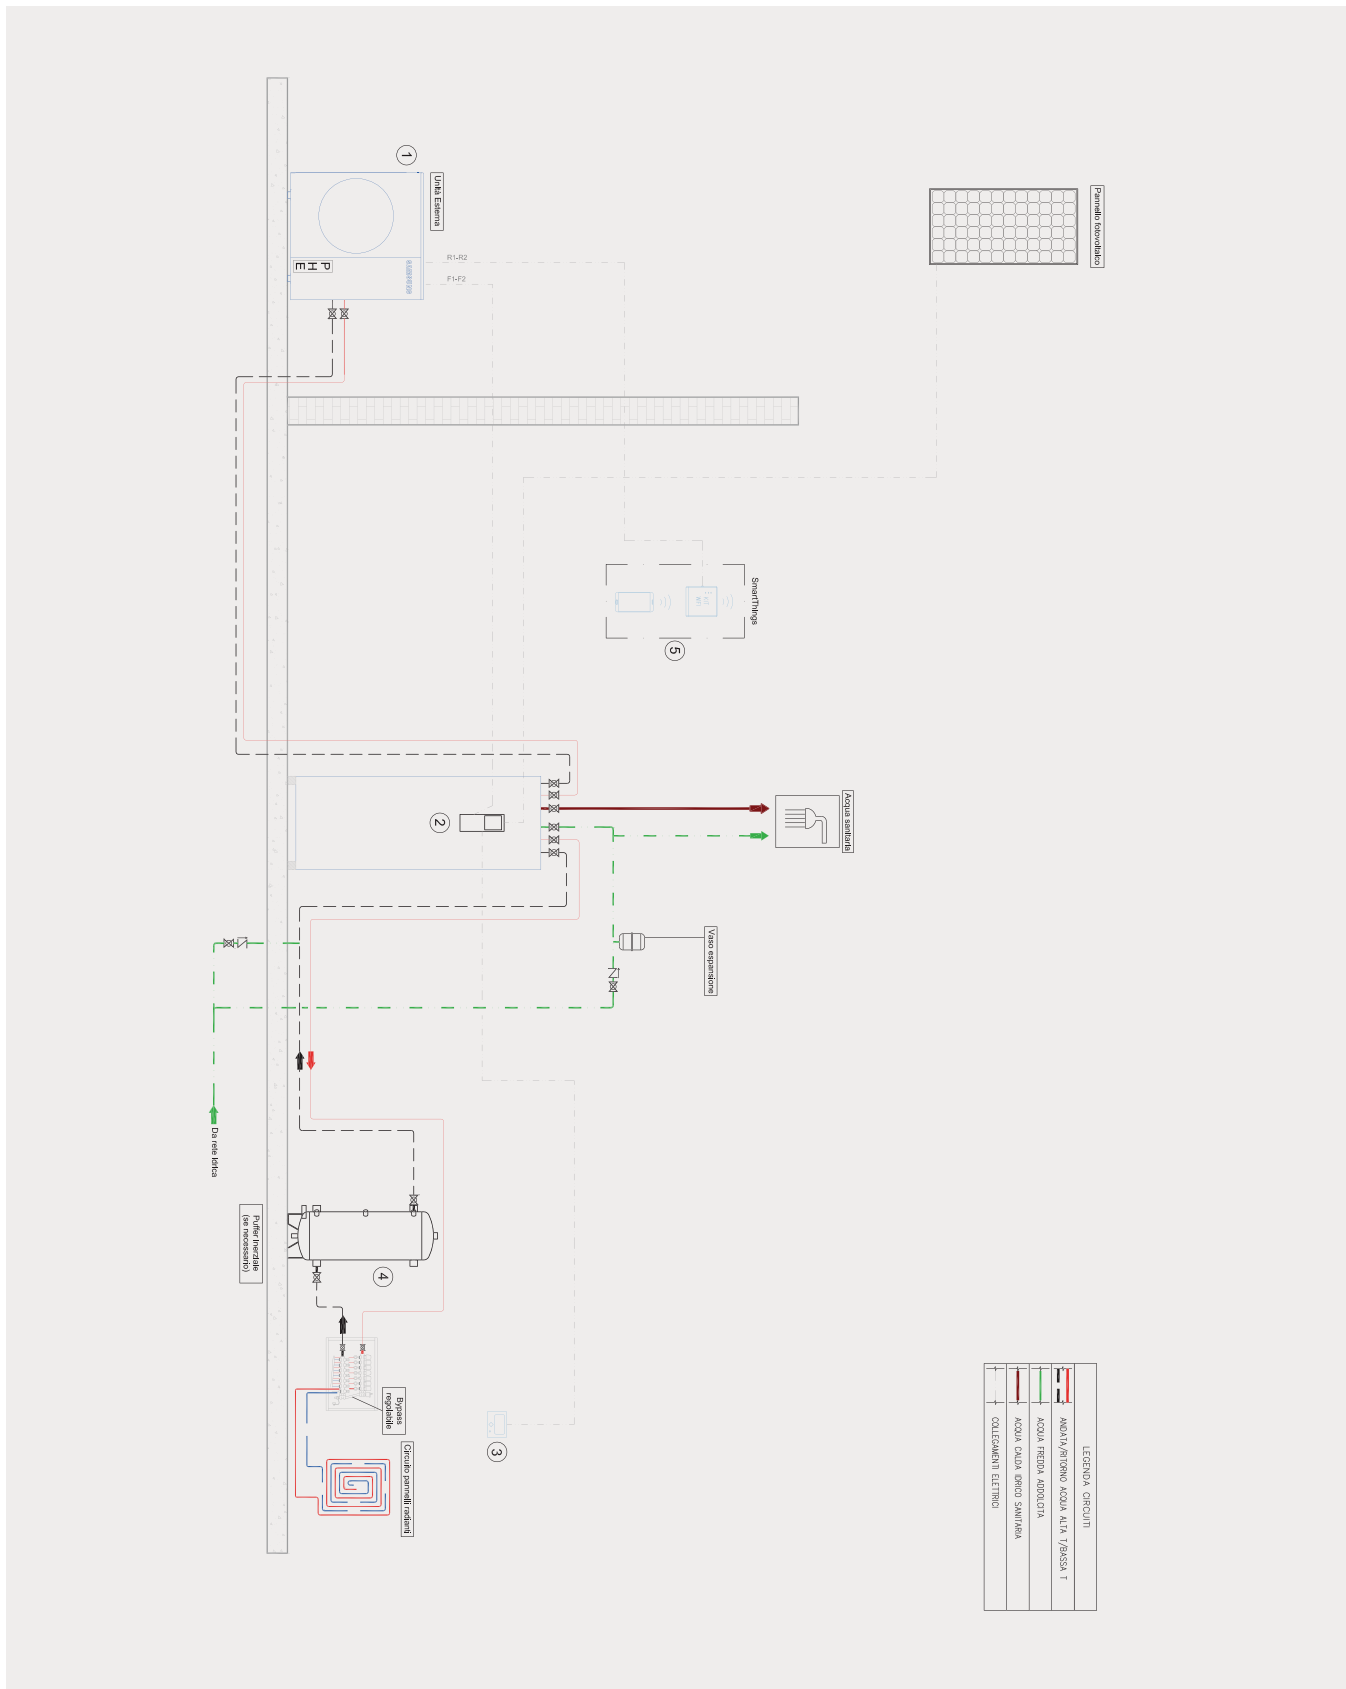 Pannello fotovoltaico
Unità Esterna
1
P
H
E
R1-R2
F1-F2
SmartThings
5
Acqua sanitaria
2
Vaso espansione
Da rete idrica
Puffer inerziale
(se necessario)
4
Bypass
regolabile
Circuito pannelli radianti
3
LEGENDA CIRCUITI
ANDATA/RITORNO ACQUA ALTA T/BASSA T
ACQUA FREDDA ADDOLCITA
ACQUA CALDA IDRICO SANITARIA
COLLEGAMENTI ELETTRICI